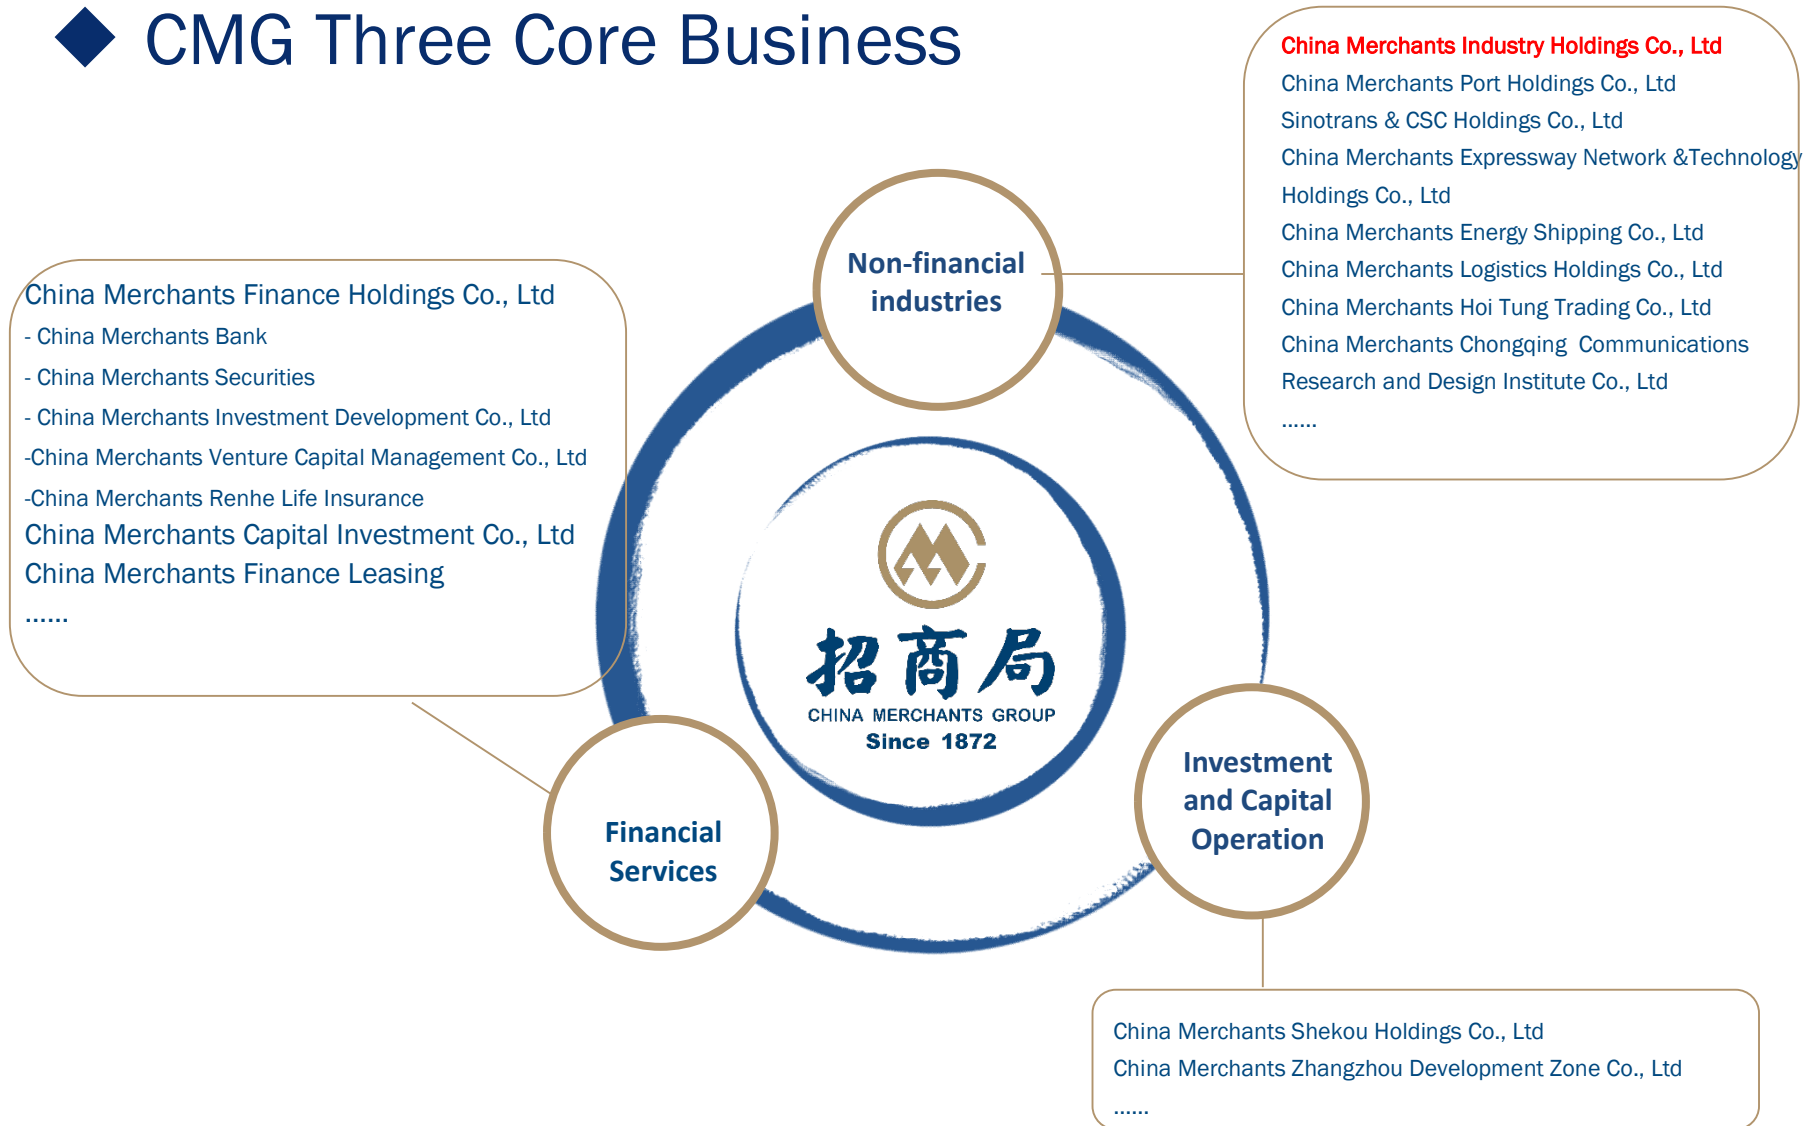 CMG Three Core Business
China Merchants Industry Holdings Co., Ltd
China Merchants Port Holdings Co., Ltd
Sinotrans & CSC Holdings Co., Ltd
China Merchants Expressway Network &Technology
Holdings Co., Ltd
China Merchants Energy Shipping Co., Ltd
China Merchants Logistics Holdings Co., Ltd
China Merchants Hoi Tung Trading Co., Ltd
China Merchants Chongqing  Communications
Research and Design Institute Co., Ltd
......
Non-financial
industries
China Merchants Finance Holdings Co., Ltd
- China Merchants Bank
- China Merchants Securities
- China Merchants Investment Development Co., Ltd
-China Merchants Venture Capital Management Co., Ltd
-China Merchants Renhe Life Insurance
China Merchants Capital Investment Co., Ltd
China Merchants Finance Leasing
......
招商局
CHINA MERCHANTS GROUP
Since 1872
Financial
Services
Investment
and Capital
Operation
China Merchants Shekou Holdings Co., Ltd
China Merchants Zhangzhou Development Zone Co., Ltd
......